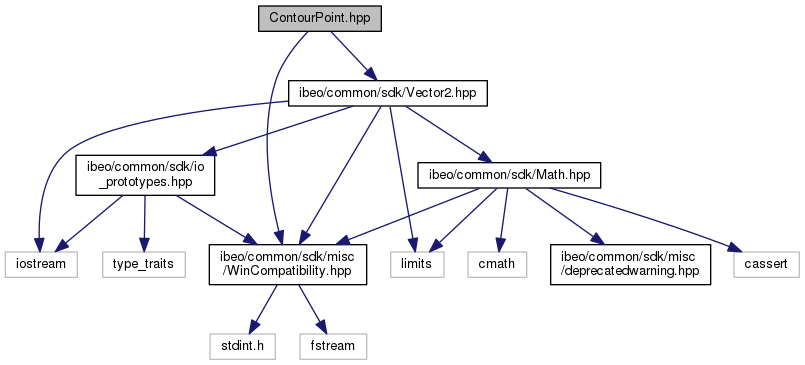 ContourPoint.hpp
ibeo/common/sdk/Vector2.hpp
ibeo/common/sdk/io
_prototypes.hpp
ibeo/common/sdk/Math.hpp
iostream
type_traits
ibeo/common/sdk/misc
/WinCompatibility.hpp
limits
cmath
ibeo/common/sdk/misc
/deprecatedwarning.hpp
cassert
stdint.h
fstream